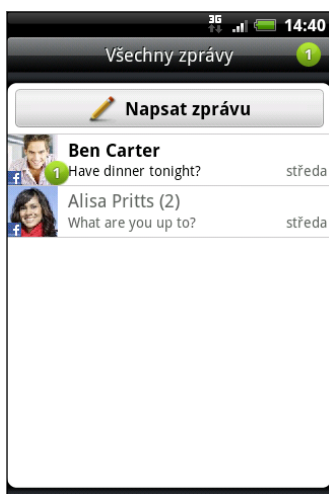 3G
14:40
Všechny zprávy
1
Napsat zprávu
Ben Carter
1
Have dinner tonight?
středa
Alisa Pritts (2)
What are you up to?
středa
f
f